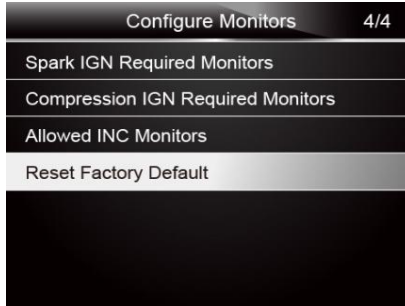 Configure Monitors 4/4
Spark IGN Required Monitors
Compression IGN Required Monitors
Allowed INC Monitors
Reset Factory Default